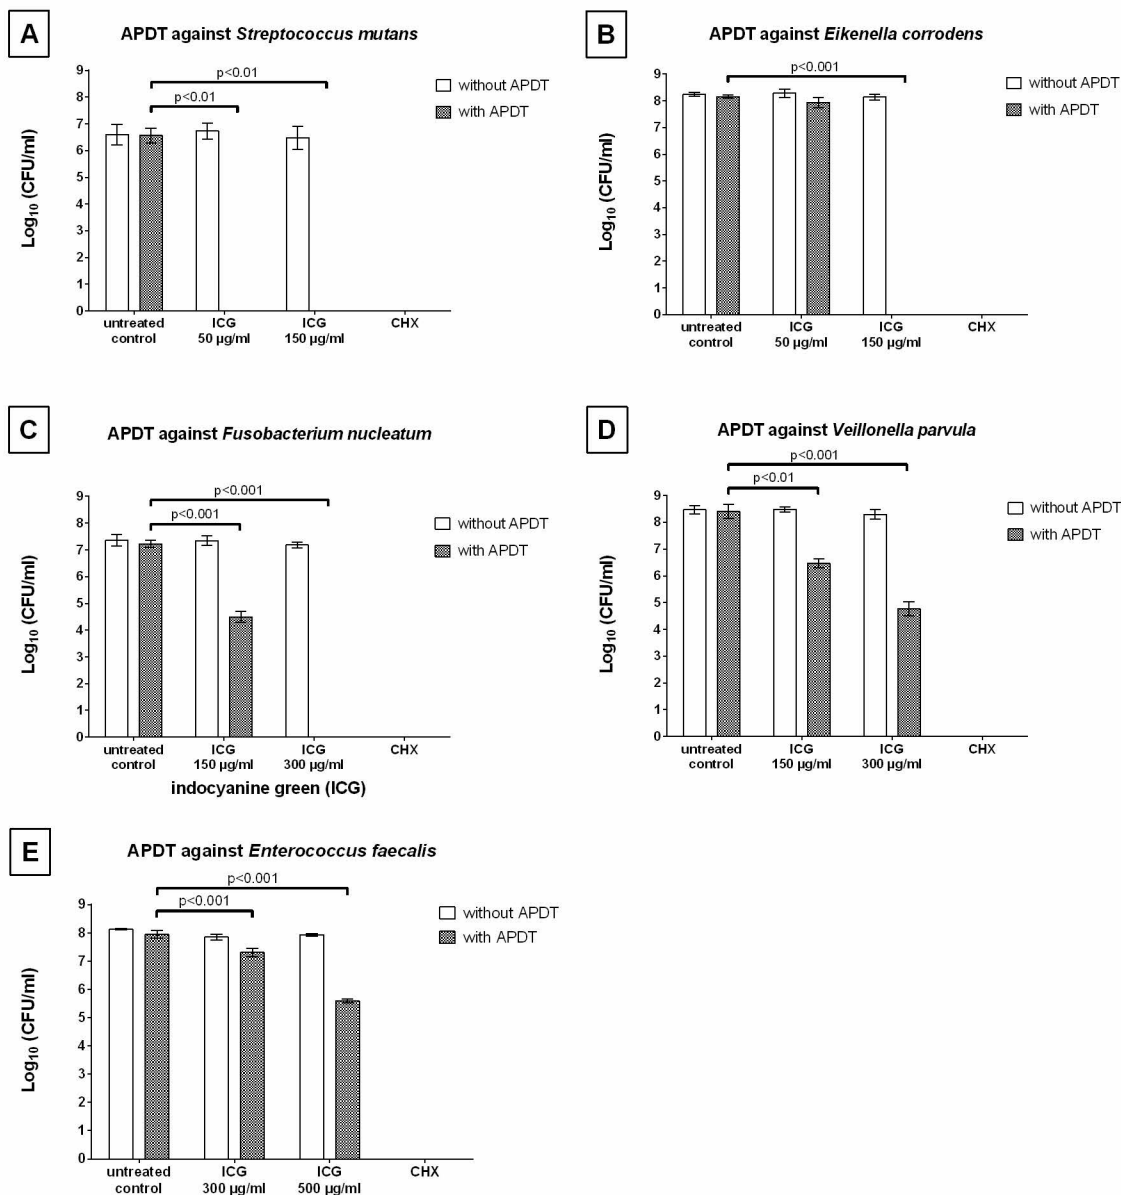 A
APDT against Streptococcus mutans
p<0.01
p<0.01
without APDT
with APDT
Log10 (CFU/ml)
9
8
7
6
5
4
3
2
1
0
untreated control
ICG 50 µg/ml
ICG 150 µg/ml
CHX
B
APDT against Eikenella corrodens
p<0.001
without APDT
with APDT
Log10 (CFU/ml)
9
8
7
6
5
4
3
2
1
0
untreated control
ICG 50 µg/ml
ICG 150 µg/ml
CHX
C
APDT against Fusobacterium nucleatum
p<0.001
p<0.001
without APDT
with APDT
Log10 (CFU/ml)
9
8
7
6
5
4
3
2
1
0
untreated control
ICG 150 µg/ml
ICG 300 µg/ml
CHX
indocyanine green (ICG)
D
APDT against Veillonella parvula
p<0.001
p<0.01
without APDT
with APDT
Log10 (CFU/ml)
9
8
7
6
5
4
3
2
1
0
untreated control
ICG 150 µg/ml
ICG 300 µg/ml
CHX
E
APDT against Enterococcus faecalis
p<0.001
p<0.001
without APDT
with APDT
Log10 (CFU/ml)
9
8
7
6
5
4
3
2
1
0
untreated control
ICG 300 µg/ml
ICG 500 µg/ml
CHX